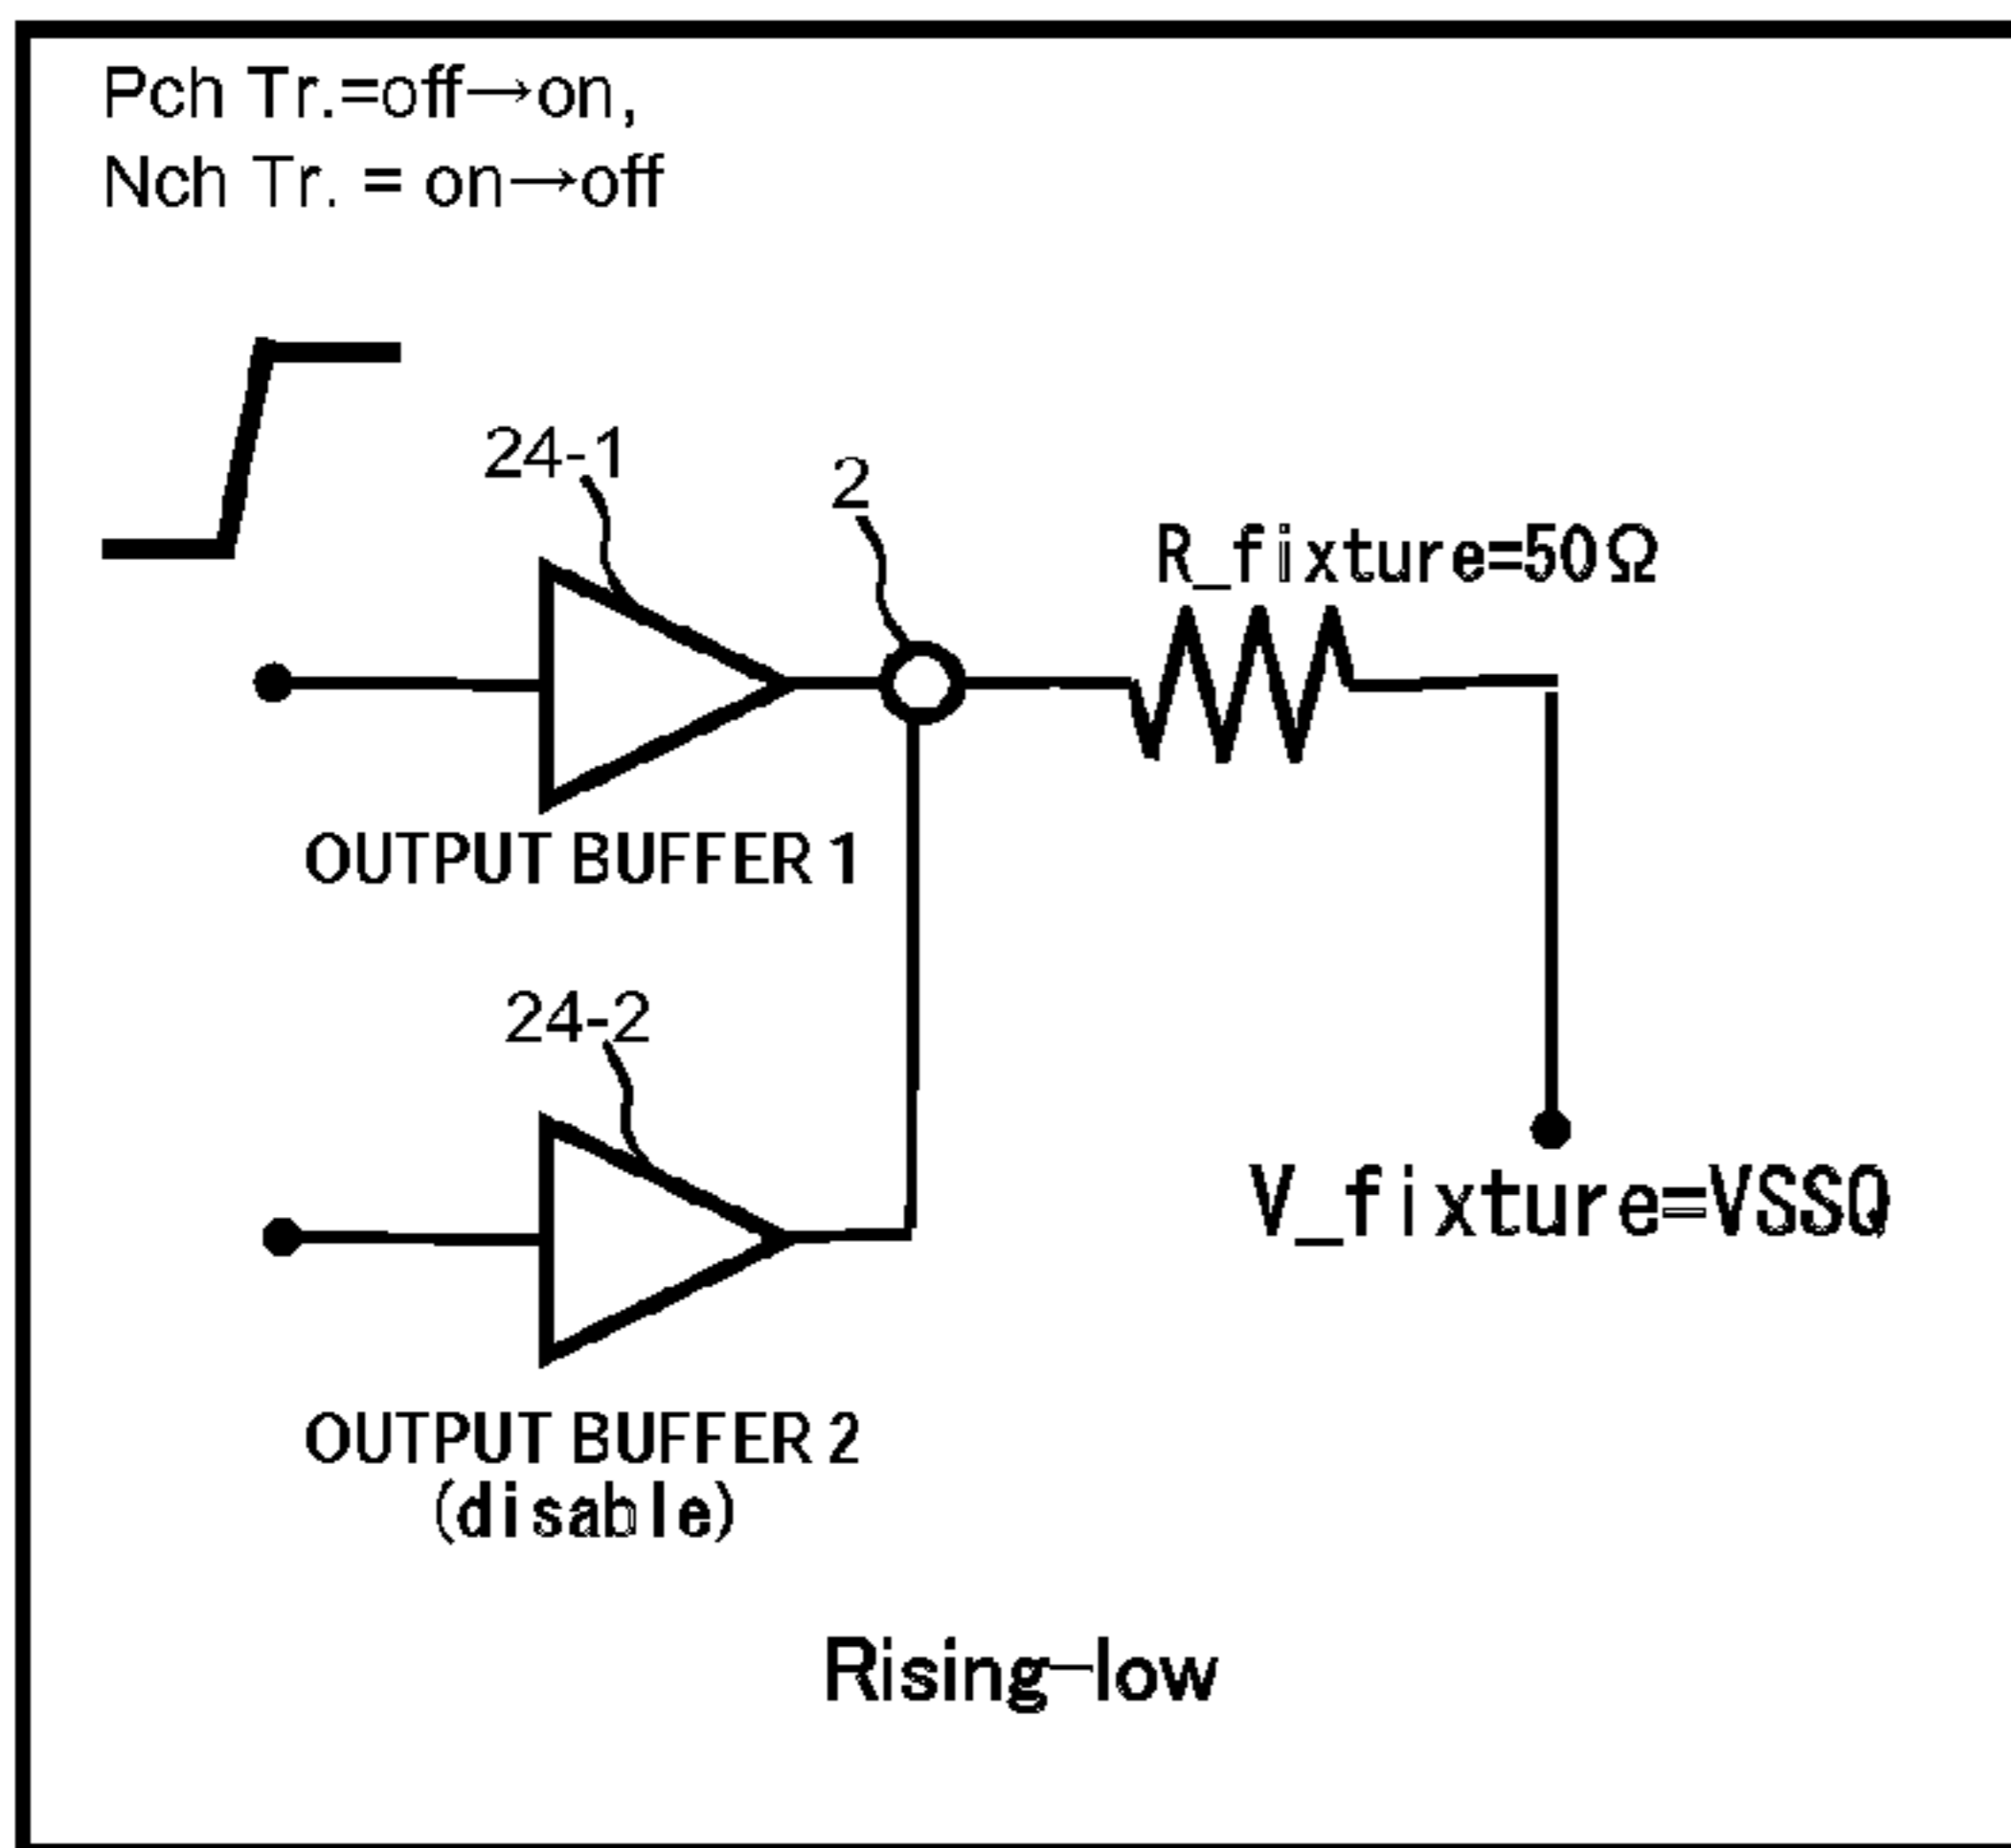 Pch Tr.=off→on,
Nch Tr. = on→off
24-1
2
R_fixture=50Ω
OUTPUT BUFFER 1
24-2
V_fixture=VSSQ
OUTPUT BUFFER 2
(disable)
Rising-low